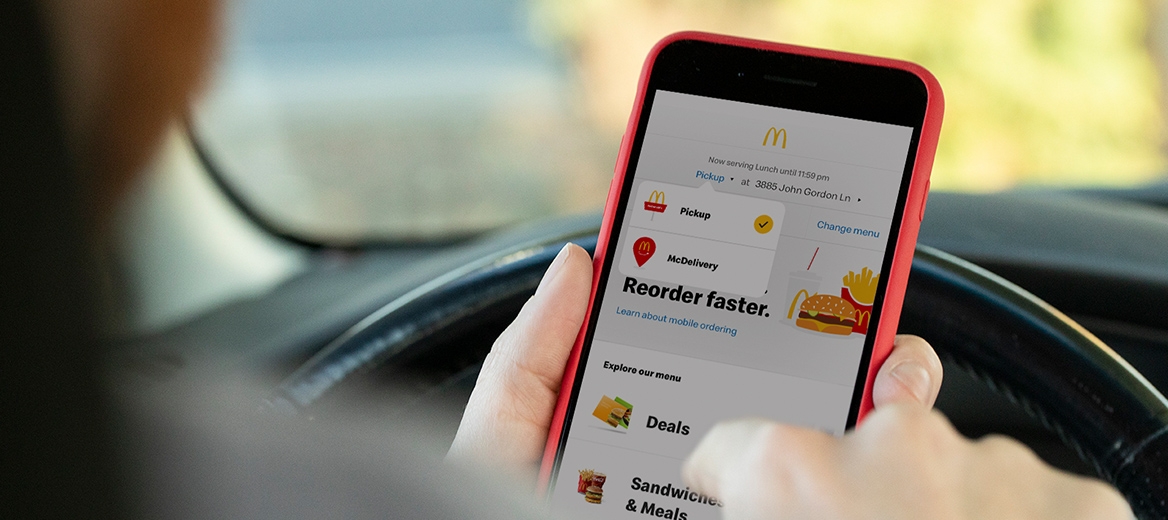 Now serving Lunch until 11:59 pm
Pickup ▾ at 3885 John Gordon Ln •
Pickup
Change menu
McDelivery
Reorder faster.
Learn about mobile ordering
Explore our menu
Deals
Sandwiches
& Meals